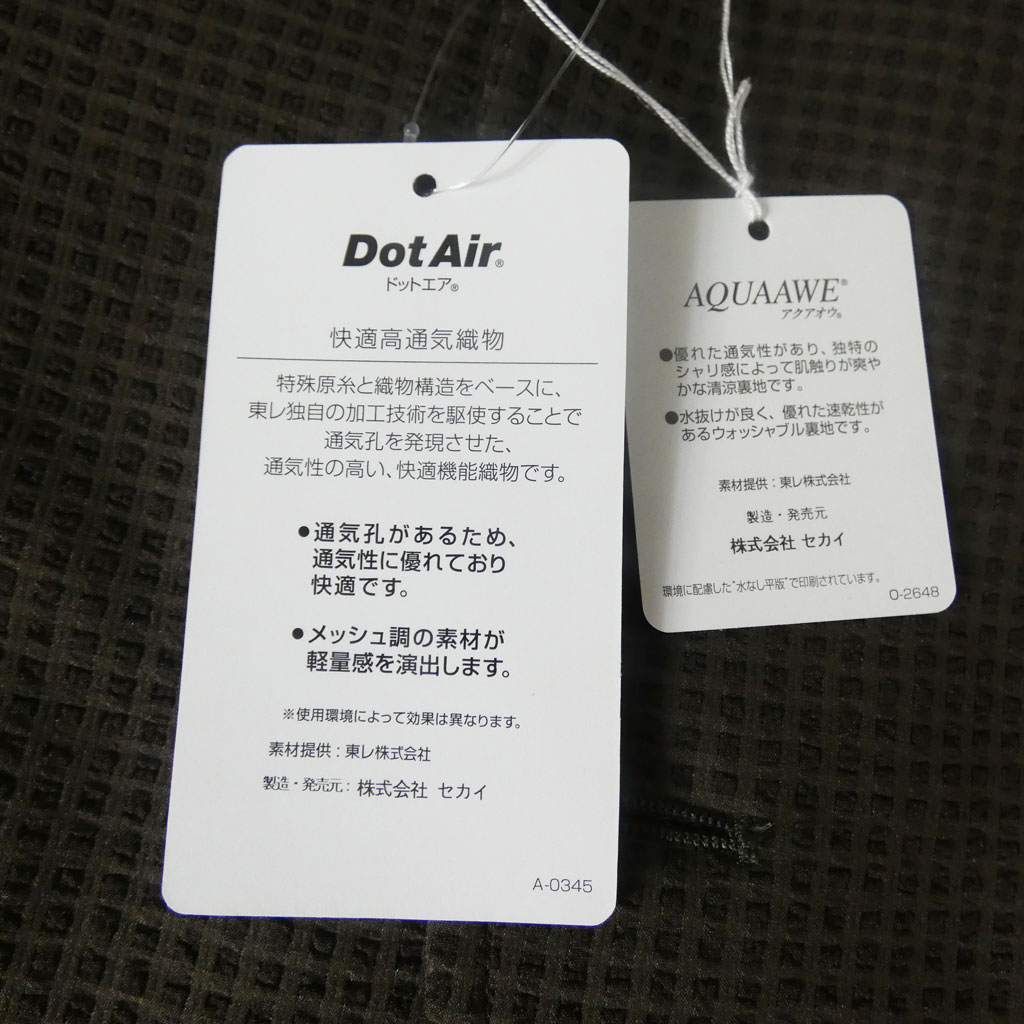 Dot Air®
ドットエア®
快適高通気織物
特殊原糸と織物構造をベースに、
東レ独自の加工技術を駆使することで
通気孔を発現させた、
通気性の高い、快適機能織物です。
●通気孔があるため、
通気性に優れており
快適です。
●メッシュ調の素材が
軽量感を演出します。
※使用環境によって効果は異なります。
素材提供：東レ株式会社
製造・発売元：株式会社 セカイ
A-0345
AQUAAWE®
アクアオウ®
●優れた通気性があり、独特の
シャリ感によって肌触りが爽や
かな清涼裏地です。
●水抜けが良く、優れた速乾性が
あるウォッシャブル裏地です。
素材提供：東レ株式会社
製造・発売元
株式会社 セカイ
環境に配慮した"水なし平版"で印刷されています。
O-2648